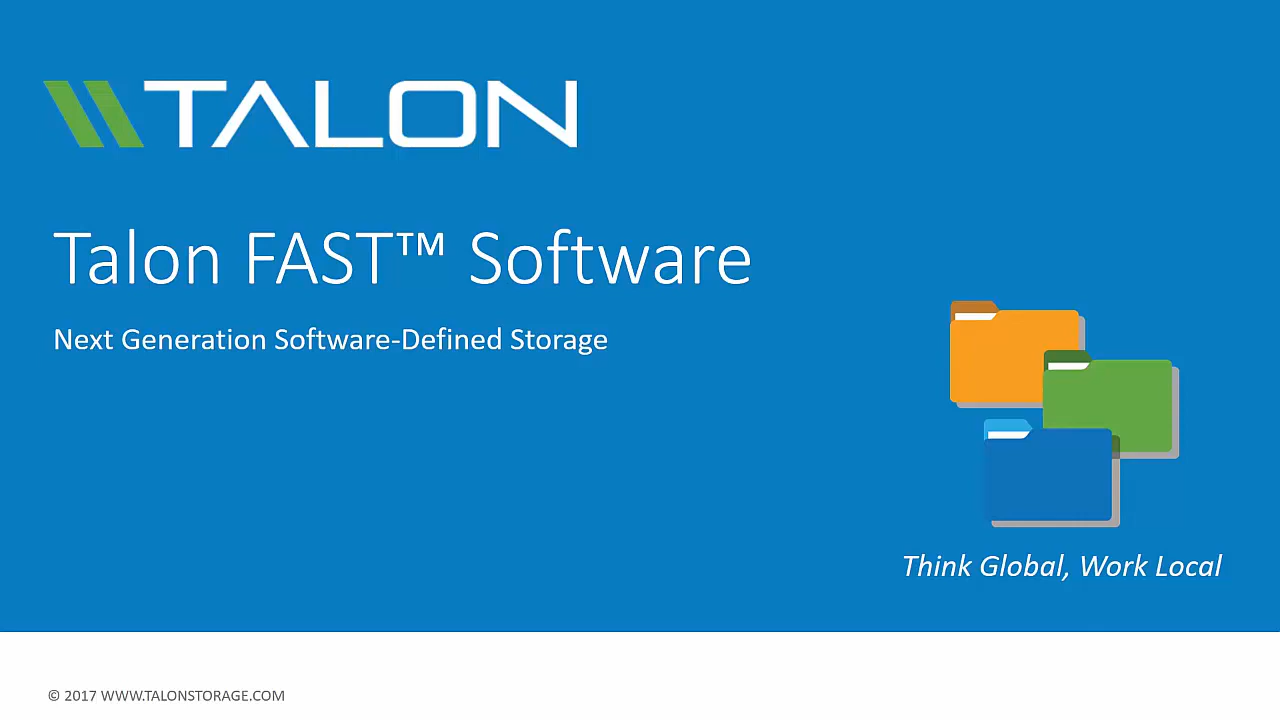 TALON
Talon FAST™ Software
Next Generation Software-Defined Storage
Think Global, Work Local
© 2017 WWW.TALONSTORAGE.COM